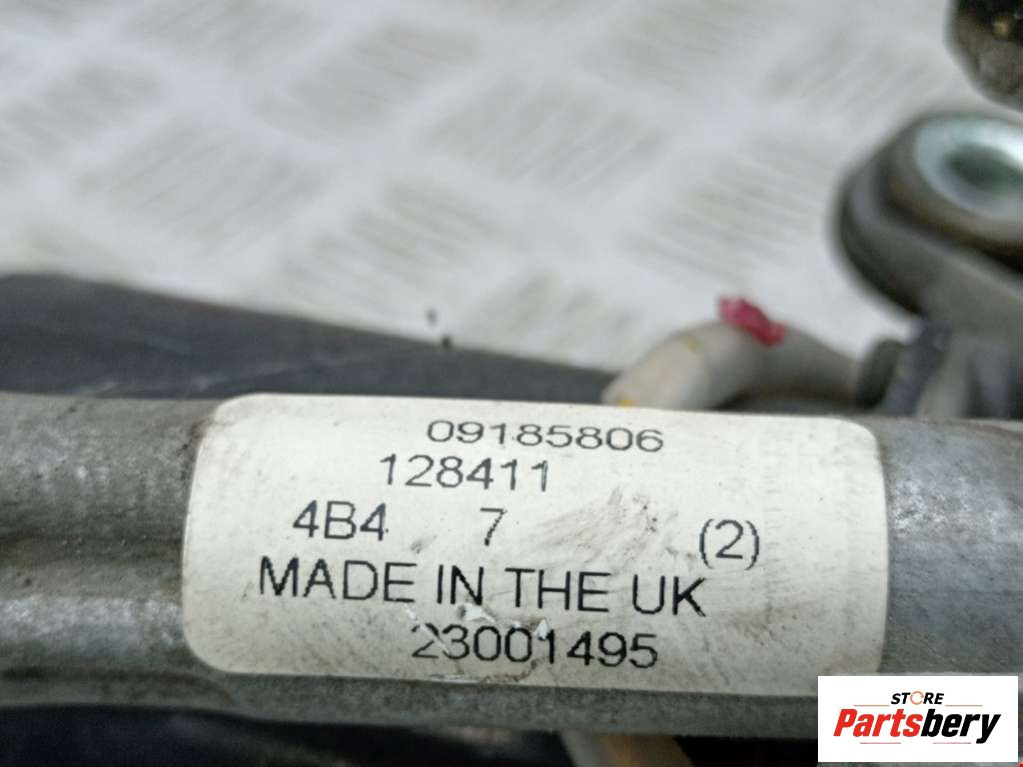 09185806
128411
4B4 7 (2)
MADE IN THE UK
23001495
STORE
Partsbery